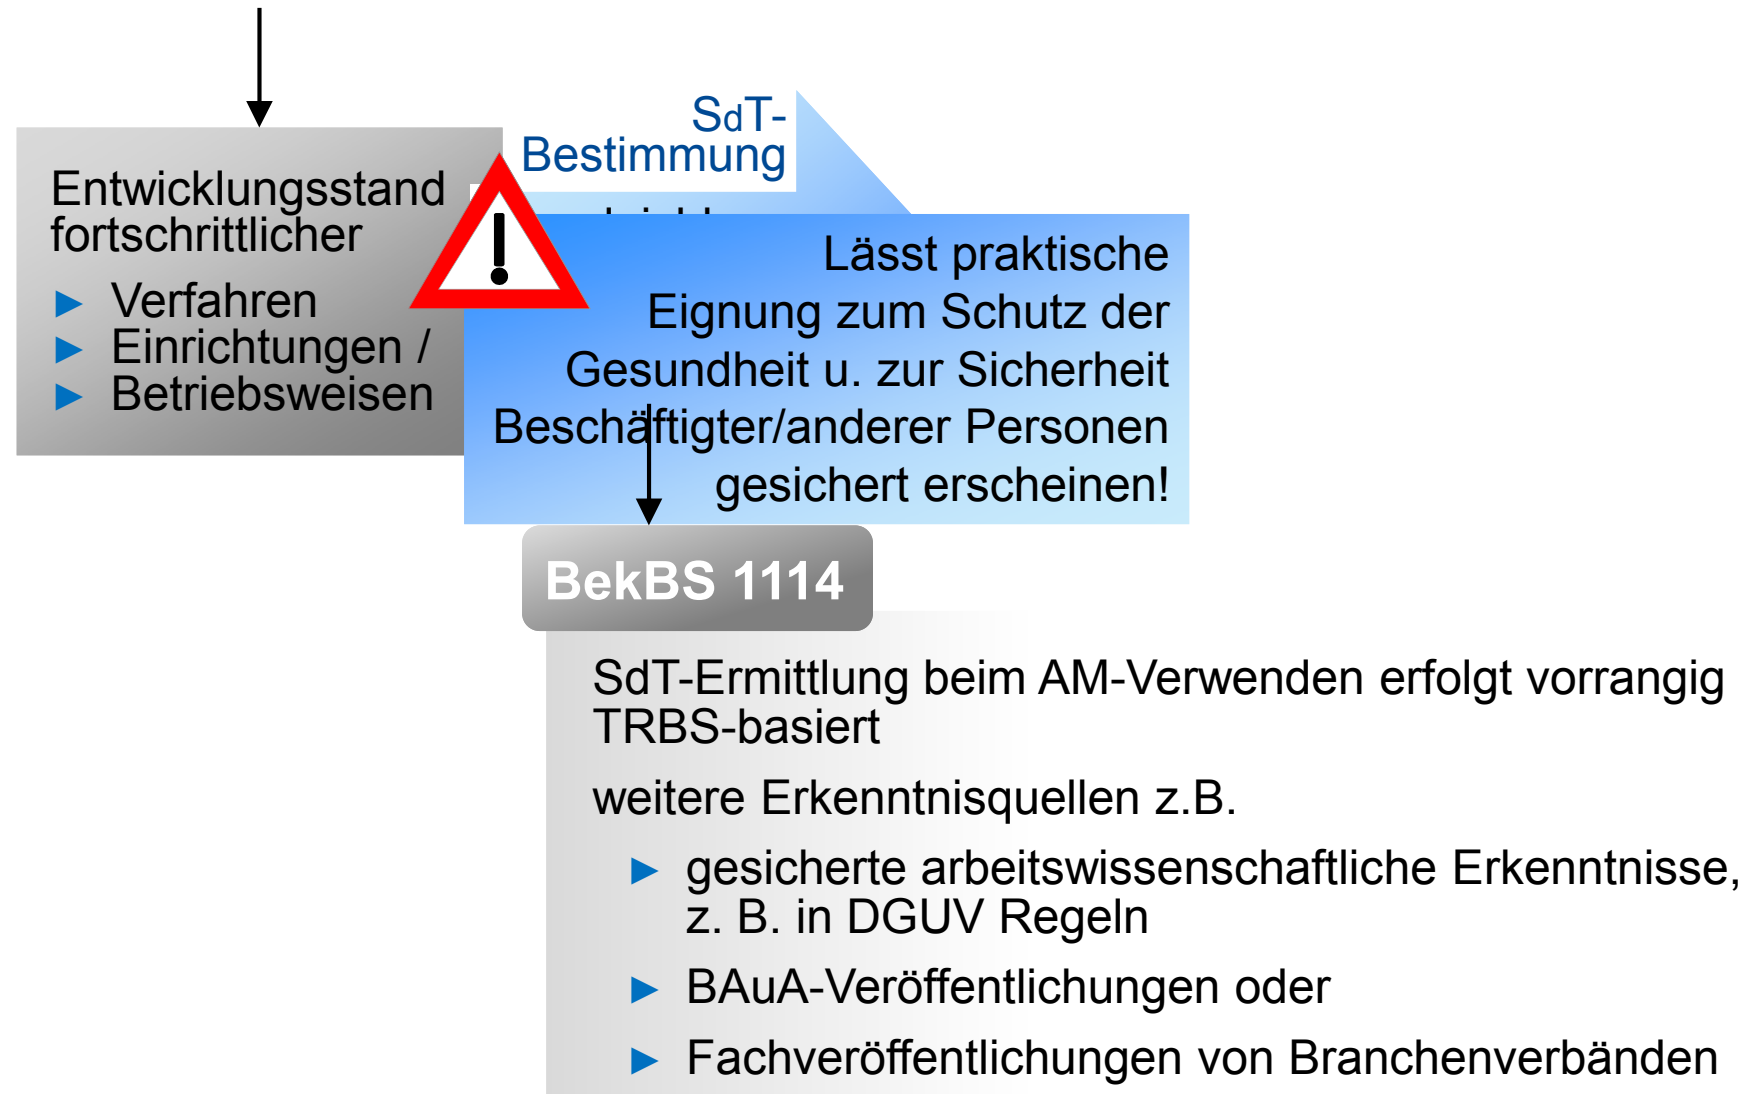 Entwicklungsstand
fortschrittlicher
► Verfahren
► Einrichtungen /
► Betriebsweisen
SdT-
Bestimmung
!
Lässt praktische
Eignung zum Schutz der
Gesundheit u. zur Sicherheit
Beschäftigter/anderer Personen
gesichert erscheinen!
BekBS 1114
SdT-Ermittlung beim AM-Verwenden erfolgt vorrangig
TRBS-basiert
weitere Erkenntnisquellen z.B.
► gesicherte arbeitswissenschaftliche Erkenntnisse,
z. B. in DGUV Regeln
► BAuA-Veröffentlichungen oder
► Fachveröffentlichungen von Branchenverbänden